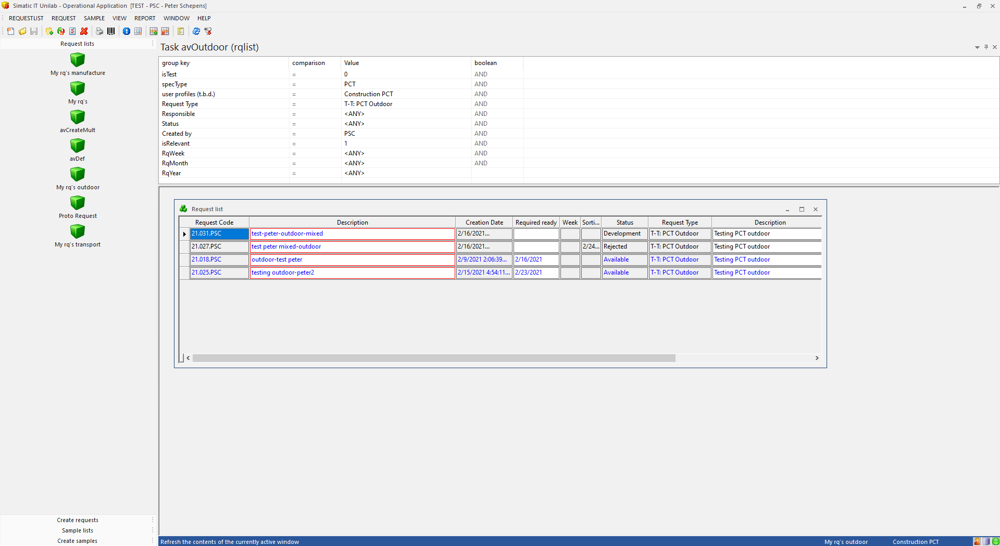 Simatic IT Unilab - Operational Application [TEST - PSC - Peter Schepens]
REQUESTLIST REQUEST SAMPLE VIEW REPORT WINDOW HELP
Request lists
My rq's manufacture
My rq's
avCreateMult
avDef
My rq's outdoor
Proto Request
My rq's transport
Create requests
Sample lists
Create samples
Task avOutdoor (rqlist)
group key comparison Value boolean
isTest = 0 AND
specType = PCT AND
user profiles (t.b.d.) = Construction PCT AND
Request Type = T-T: PCT Outdoor AND
Responsible = <ANY> AND
Status = <ANY> AND
Created by = PSC AND
isRelevant = 1 AND
RqWeek = <ANY> AND
RqMonth = <ANY> AND
RqYear = <ANY>
Request list
Request Code Description Creation Date Required ready Week Sorti... Status Request Type Description
21.031.PSC test-peter-outdoor-mixed 2/16/2021... Development T-T: PCT Outdoor Testing PCT outdoor
21.027.PSC test peter mixed-outdoor 2/16/2021... 2/24... Rejected T-T: PCT Outdoor Testing PCT outdoor
21.018.PSC outdoor-test peter 2/9/2021 2:06:39... 2/16/2021 Available T-T: PCT Outdoor Testing PCT outdoor
21.025.PSC testing outdoor-peter2 2/15/2021 4:54:11... 2/23/2021 Available T-T: PCT Outdoor Testing PCT outdoor
Refresh the contents of the currently active window My rq's outdoor Construction PCT